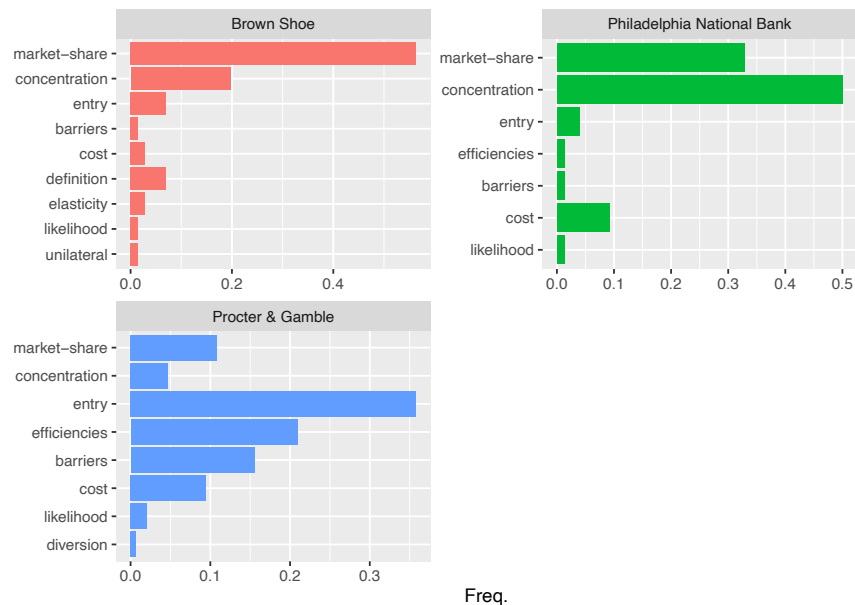 Brown Shoe
market-share
concentration
entry
barriers
cost
definition
elasticity
likelihood
unilateral
0.0 0.2 0.4
Philadelphia National Bank
market-share
concentration
entry
efficiencies
barriers
cost
likelihood
0.0 0.1 0.2 0.3 0.4 0.5
Procter & Gamble
market-share
concentration
entry
efficiencies
barriers
cost
likelihood
diversion
0.0 0.1 0.2 0.3
Freq.